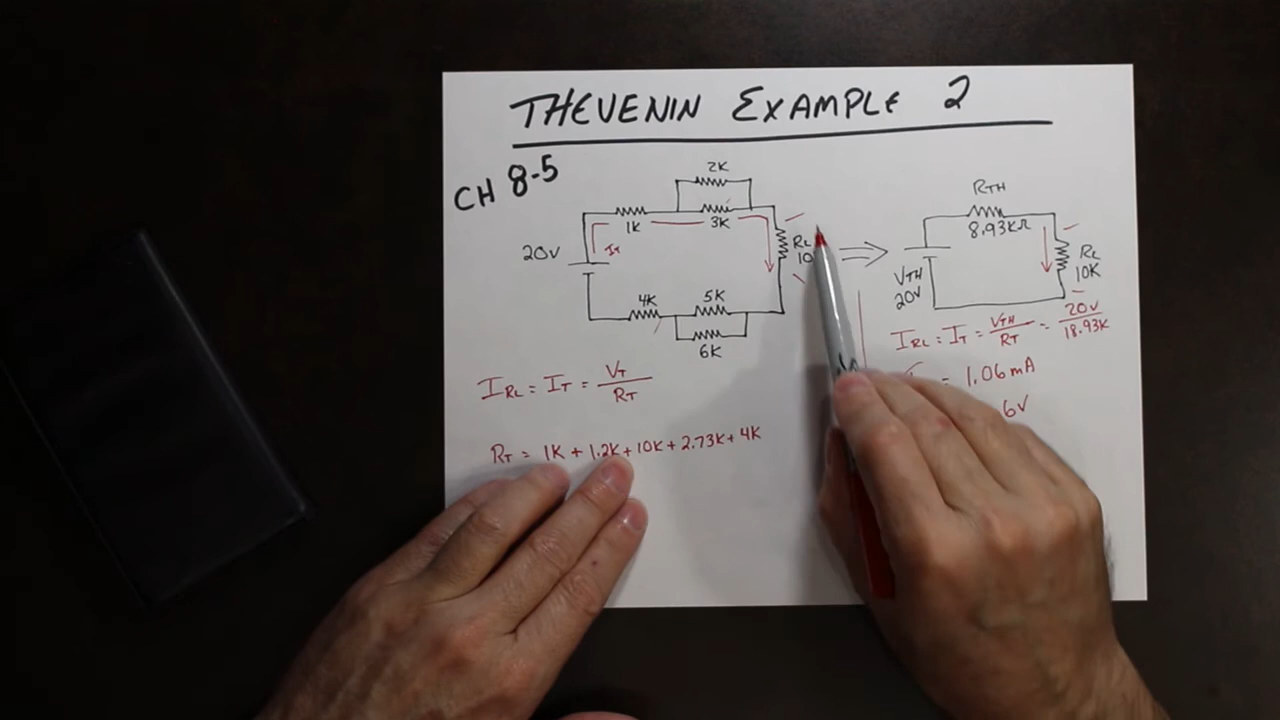 THEVENIN EXAMPLE 2
CH 8-5
2K
1K
3K
20V
IT
RL
10
4K
5K
6K
IRL = IT = VT / RT
RT = 1K + 1.2K + 10K + 2.73K + 4K
RTH
8.93KΩ
VTH
20V
RL
10K
IRL = IT = VTH / RT = 20V / 18.93K
= 1.06mA
6V